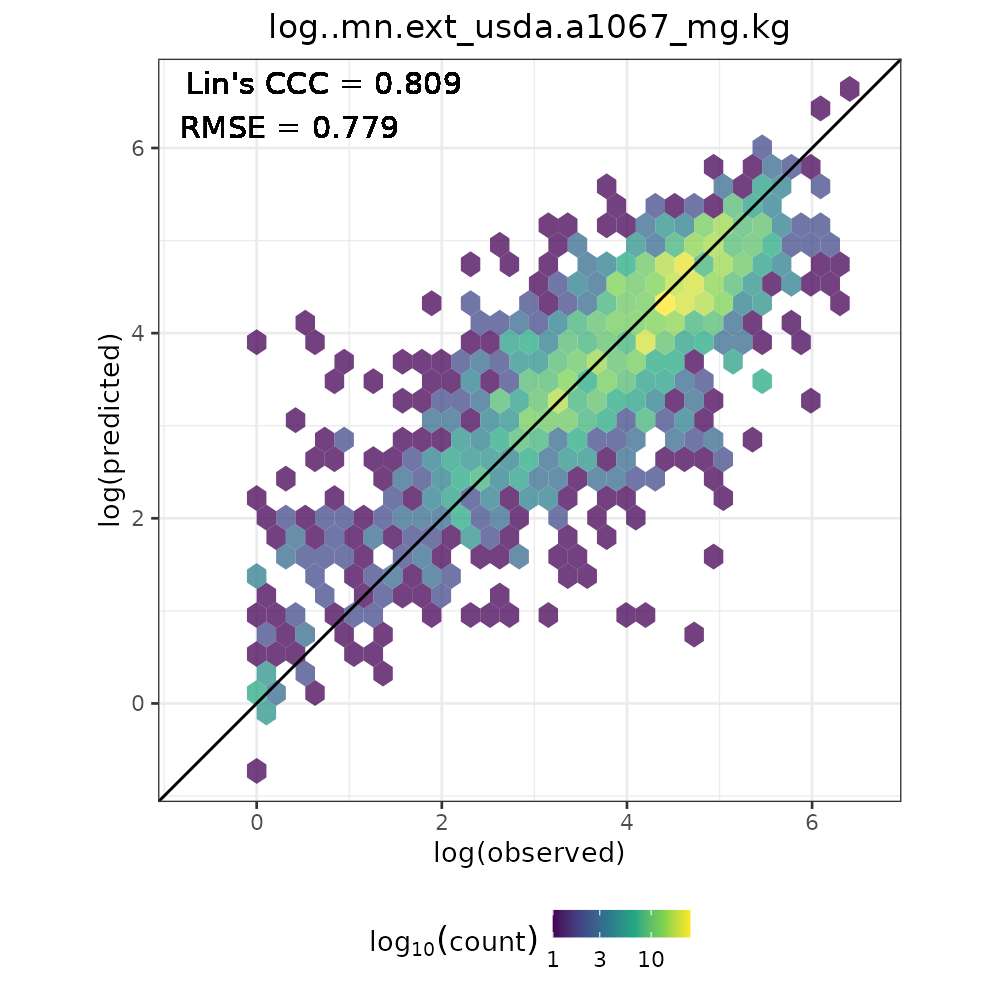 log..mn.ext_usda.a1067_mg.kg
Lin's CCC = 0.809
RMSE = 0.779
6
4
2
0
log(predicted)
0 2 4 6
log(observed)
log10(count)
1 3 10